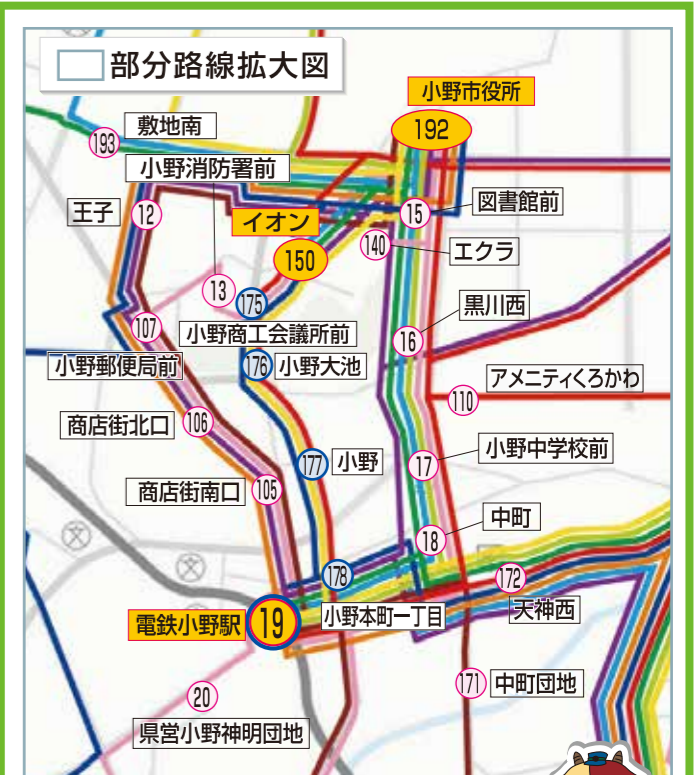 部分路線拡大図
小野市役所
192
敷地南
193
小野消防署前
王子
12
イオン
150
15
図書館前
140
エクラ
13
175
黒川西
107
小野商工会議所前
16
小野郵便局前
176
小野大池
アメニティくろかわ
110
商店街北口
106
177
小野
17
小野中学校前
商店街南口
105
中町
18
178
172
電鉄小野駅
19
小野本町一丁目
天神西
20
171
中町団地
県営小野神明団地